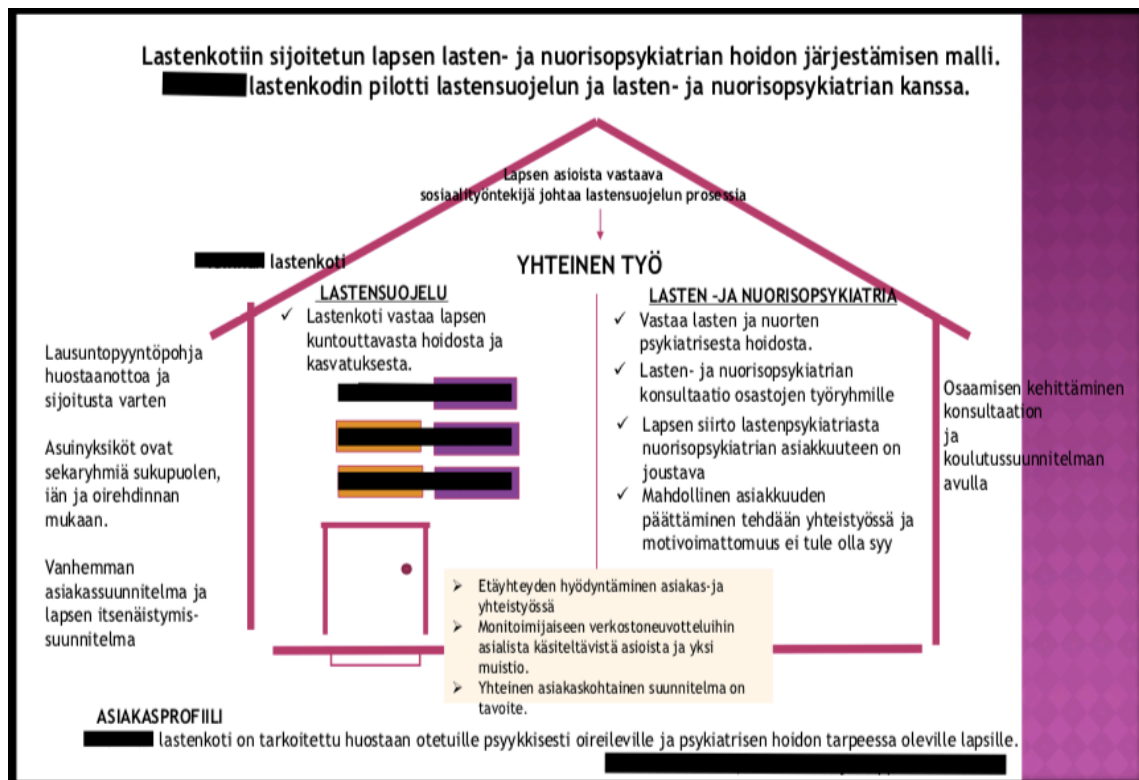 Lastenkotiin sijoitetun lapsen lasten- ja nuorisopsykiatrian hoidon järjestämisen malli.
lastenkodin pilotti lastensuojelun ja lasten- ja nuorisopsykiatrian kanssa.
Lapsen asioista vastaava
sosiaalityöntekijä johtaa lastensuojelun prosessia
lastenkoti
YHTEINEN TYÖ
LASTENSUOJELU
✓ Lastenkoti vastaa lapsen
kuntouttavasta hoidosta ja
kasvatuksesta.
LASTEN -JA NUORISOPSYKIATRIA
✓ Vastaa lasten ja nuorten
psykiatrisesta hoidosta.
✓ Lasten- ja nuorisopsykiatrian
konsultaatio osastojen työryhmille
✓ Lapsen siirto lastenpsykiatriasta
nuorisopsykiatrian asiakkuuteen on
joustava
✓ Mahdollinen asiakkuuden
päättäminen tehdään yhteistyössä ja
motivoimattomuus ei tule olla syy
Lausuntopyyntöpohja
huostaanottoa ja
sijoitusta varten
Asuinyksiköt ovat
sekaryhmiä sukupuolen,
iän ja oirehdinnan
mukaan.
Vanhemman
asiakassuunnitelma ja
lapsen itsenäistymis-
suunnitelma
Osaamisen kehittäminen
konsultaation
ja
koulutussuunnitelman
avulla
➢ Etäyhteyden hyödyntäminen asiakas-ja
yhteistyössä
➢ Monitoimijaiseen verkostoneuvotteluihin
asialista käsiteltävistä asioista ja yksi
muistio.
➢ Yhteinen asiakaskohtainen suunnitelma on
tavoite.
ASIAKASPROFIILI
lastenkoti on tarkoitettu huostaan otetuille psyykkisesti oireileville ja psykiatrisen hoidon tarpeessa oleville lapsille.